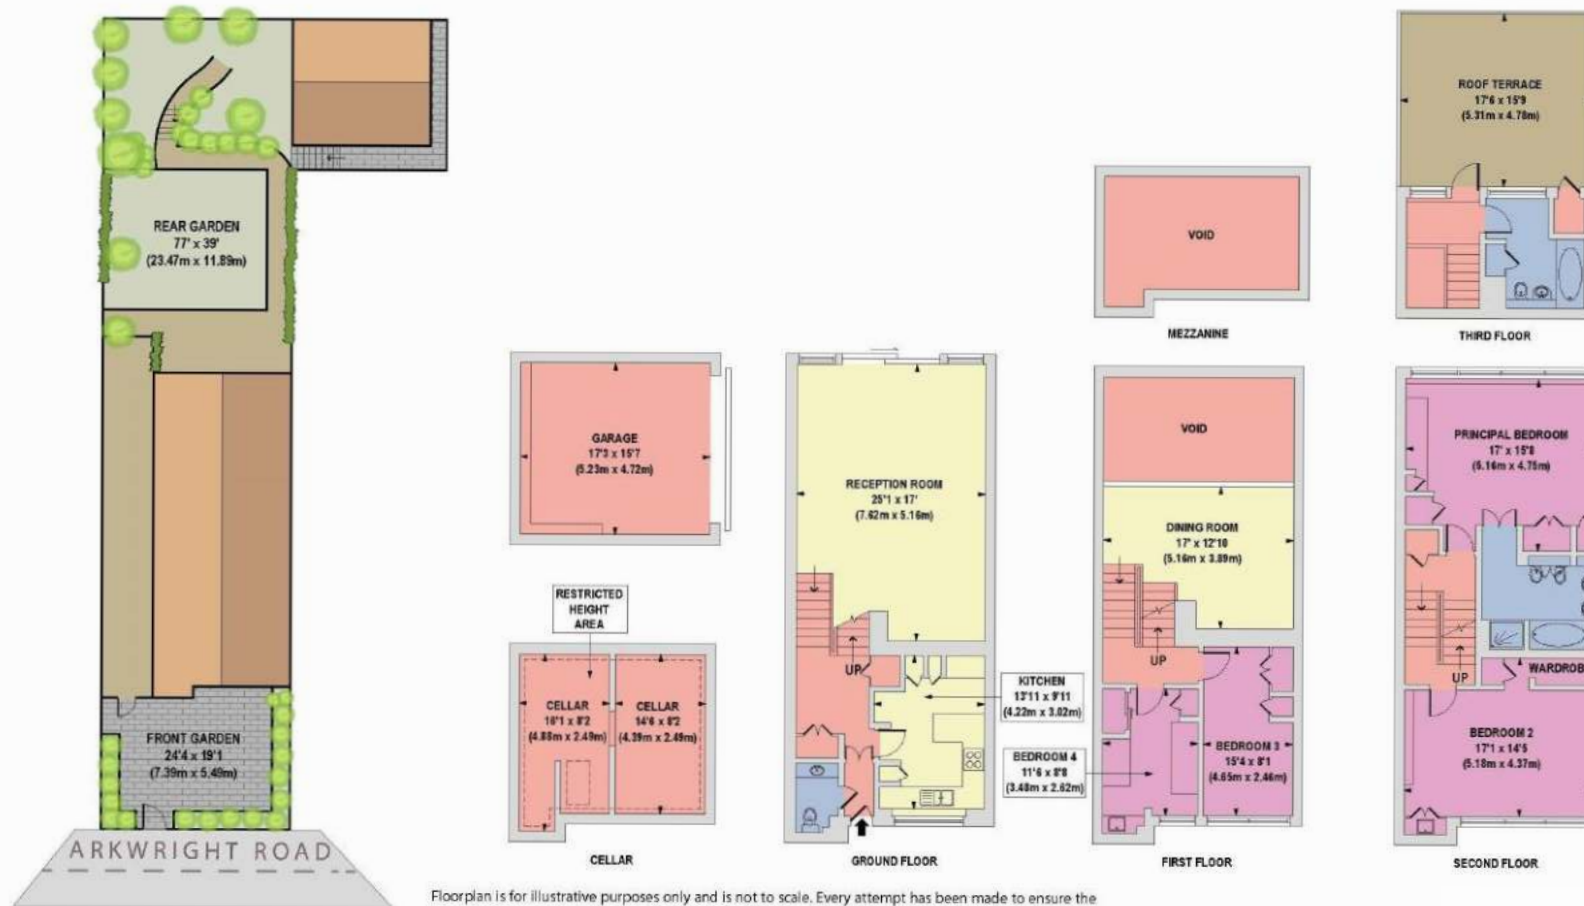 REAR GARDEN
77' x 39'
(23.47m x 11.89m)
FRONT GARDEN
24'4 x 19'1
(7.39m x 5.49m)
ARKWRIGHT ROAD
GARAGE
17'3 x 15'7
(5.23m x 4.72m)
RESTRICTED
HEIGHT
AREA
CELLAR
16'1 x 8'2
(4.88m x 2.49m)
CELLAR
14'6 x 8'2
(4.39m x 2.49m)
CELLAR
RECEPTION ROOM
25'1 x 17'
(7.62m x 5.16m)
UP
KITCHEN
13'11 x 9'11
(4.22m x 3.02m)
GROUND FLOOR
VOID
MEZZANINE
VOID
DINING ROOM
17' x 12'10
(5.16m x 3.89m)
UP
BEDROOM 4
11'6 x 8'8
(3.48m x 2.62m)
BEDROOM 3
15'4 x 8'1
(4.65m x 2.46m)
FIRST FLOOR
ROOF TERRACE
17'6 x 15'9
(5.31m x 4.78m)
THIRD FLOOR
PRINCIPAL BEDROOM
17' x 15'8
(5.16m x 4.75m)
UP
WARDROB
BEDROOM 2
17'1 x 14'5
(5.18m x 4.37m)
SECOND FLOOR
Floorplan is for illustrative purposes only and is not to scale. Every attempt has been made to ensure the